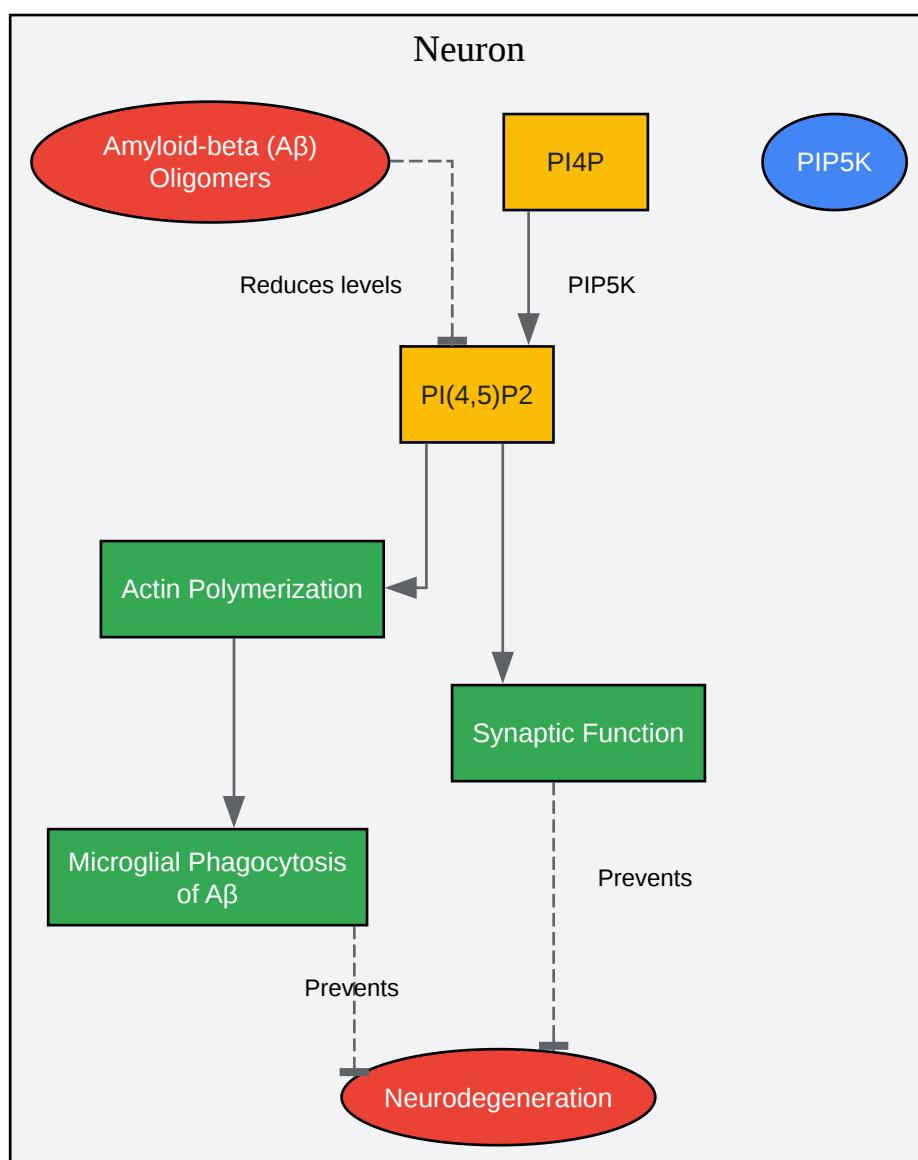 Neuron
Amyloid-beta (Aβ)
Oligomers
PI4P
PIP5K
Reduces levels
PIP5K
PI(4,5)P2
Actin Polymerization
Synaptic Function
Microglial Phagocytosis
of Aβ
Prevents
Prevents
Neurodegeneration